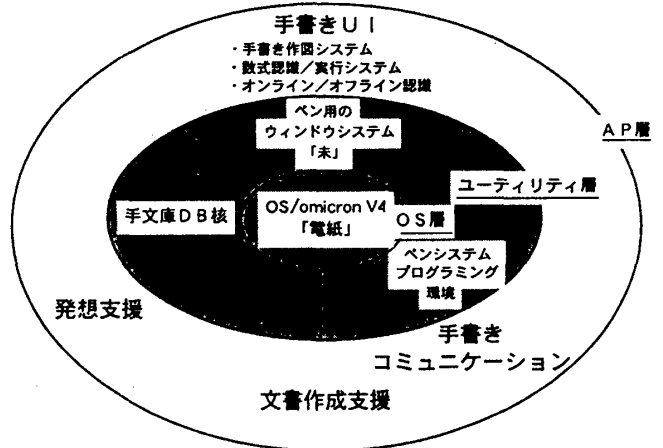 手書きＵＩ
・手書き作図システム
・数式認識／実行システム
・オンライン／オフライン認識
ペン用の
ウィンドウシステム
「未」
ＡＰ層
ユーティリティ層
手文庫ＤＢ核
OS/omicron V4
「電紙」
ＯＳ層
ペンシステム
プログラミング
環境
発想支援
手書き
コミュニケーション
文書作成支援